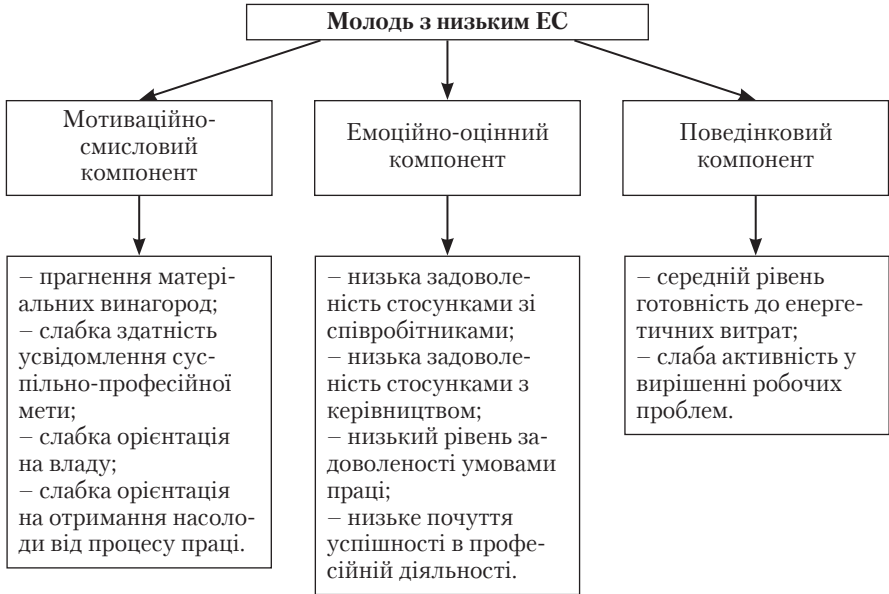 Молодь з низьким ЕС
Мотиваційно-
смисловий
компонент
Емоційно-оцінний
компонент
Поведінковий
компонент
– прагнення матері-
альних винагород;
– слабка здатність
усвідомлення сус-
пільно-професійної
мети;
– слабка орієнтація
на владу;
– слабка орієнтація
на отримання насоло-
ди від процесу праці.
– низька задоволе-
ність стосунками зі
співробітниками;
– низька задоволе-
ність стосунками з
керівництвом;
– низький рівень за-
доволеності умовами
праці;
– низьке почуття
успішності в профе-
сійній діяльності.
– середній рівень
готовність до енерге-
тичних витрат;
– слаба активність у
вирішенні робочих
проблем.